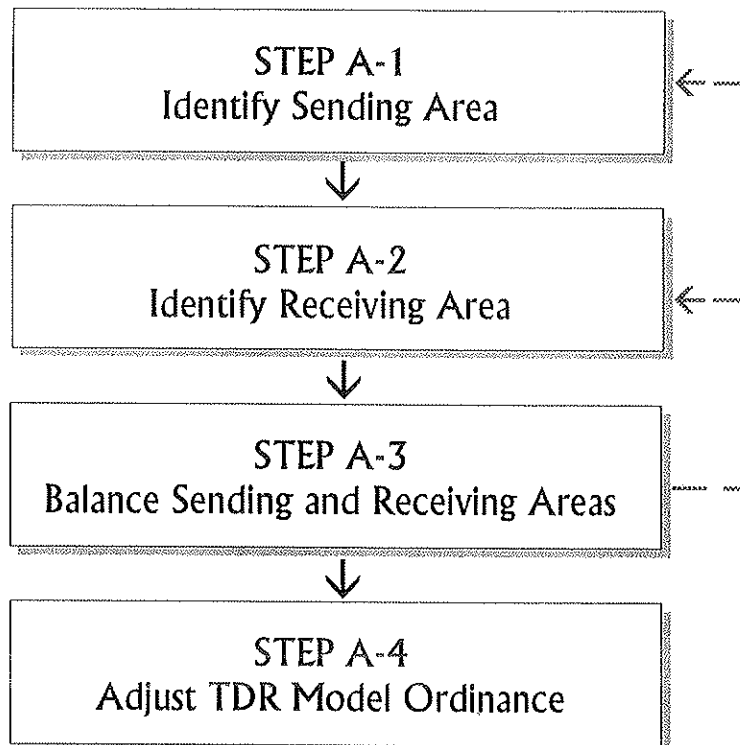 STEP A-1
Identify Sending Area
STEP A-2
Identify Receiving Area
STEP A-3
Balance Sending and Receiving Areas
STEP A-4
Adjust TDR Model Ordinance